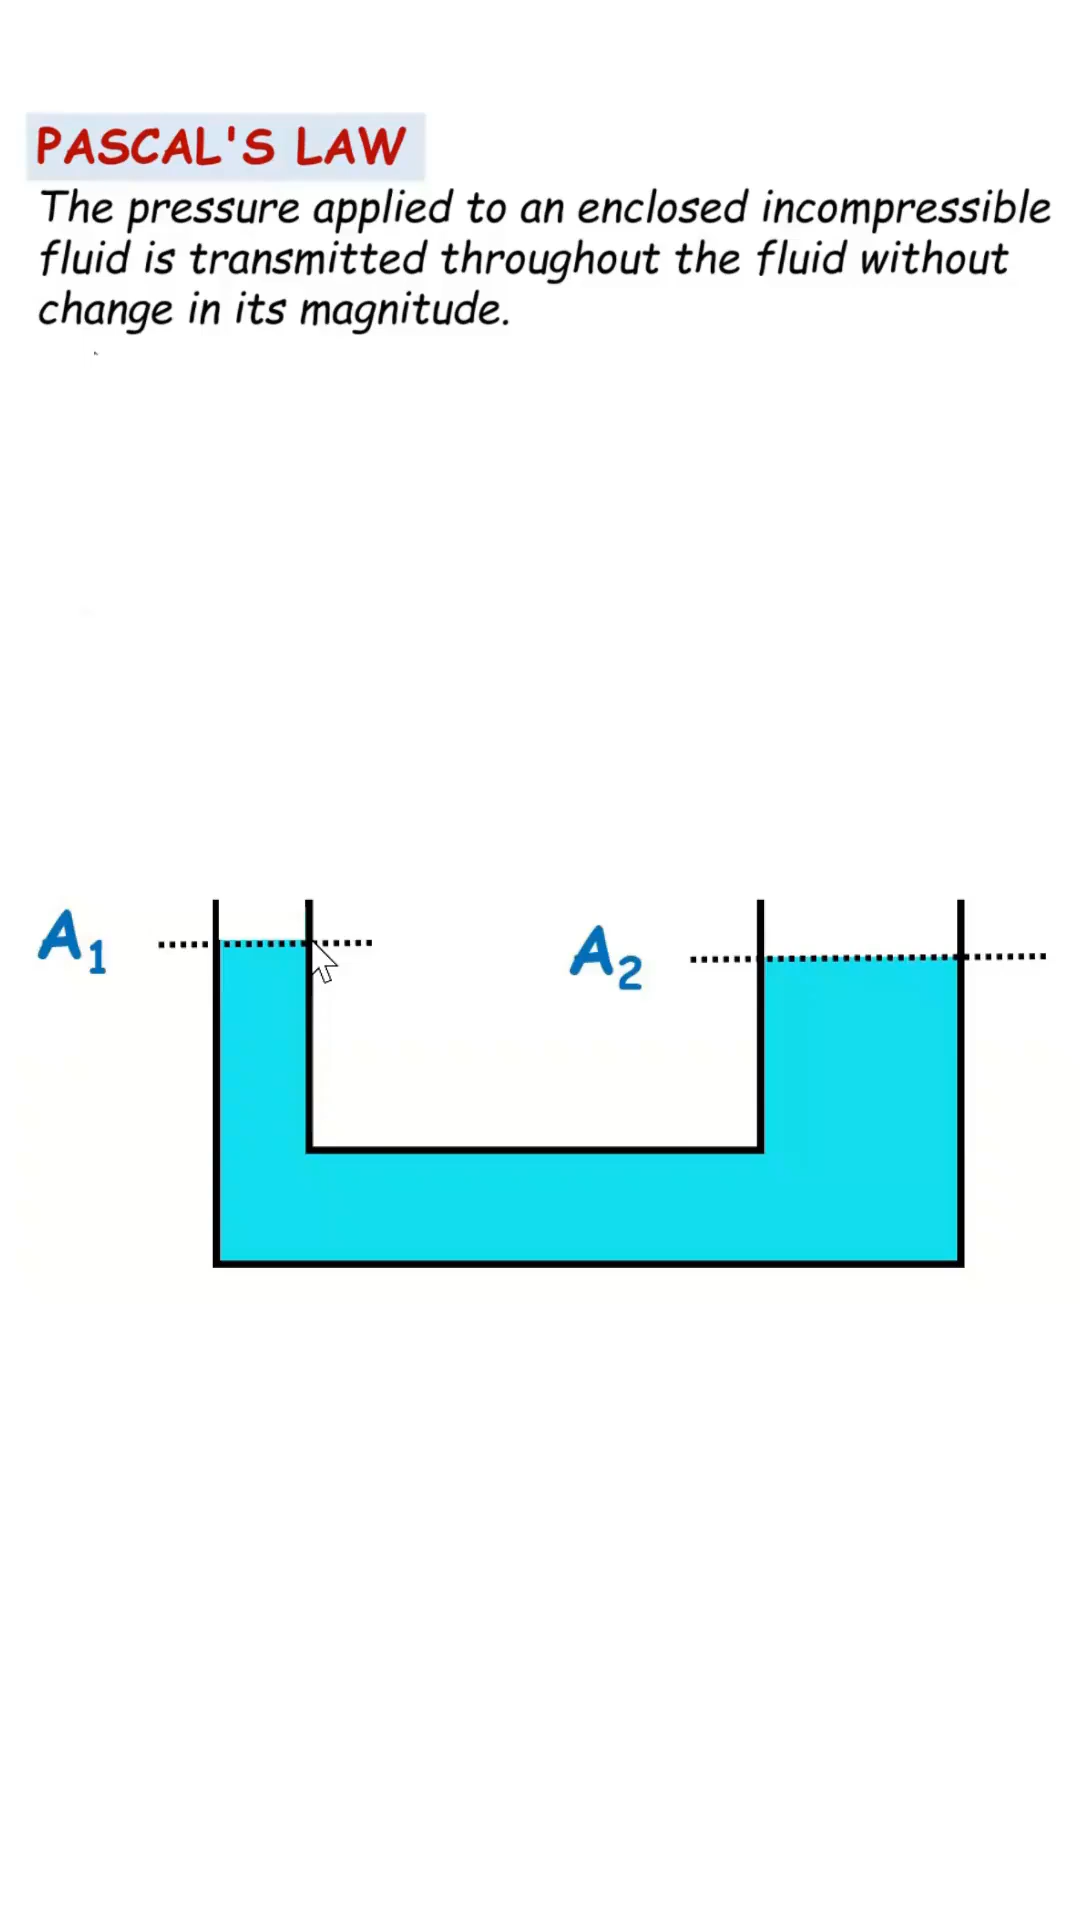 PASCAL'S LAW
The pressure applied to an enclosed incompressible
fluid is transmitted throughout the fluid without
change in its magnitude.
A₁
A₂